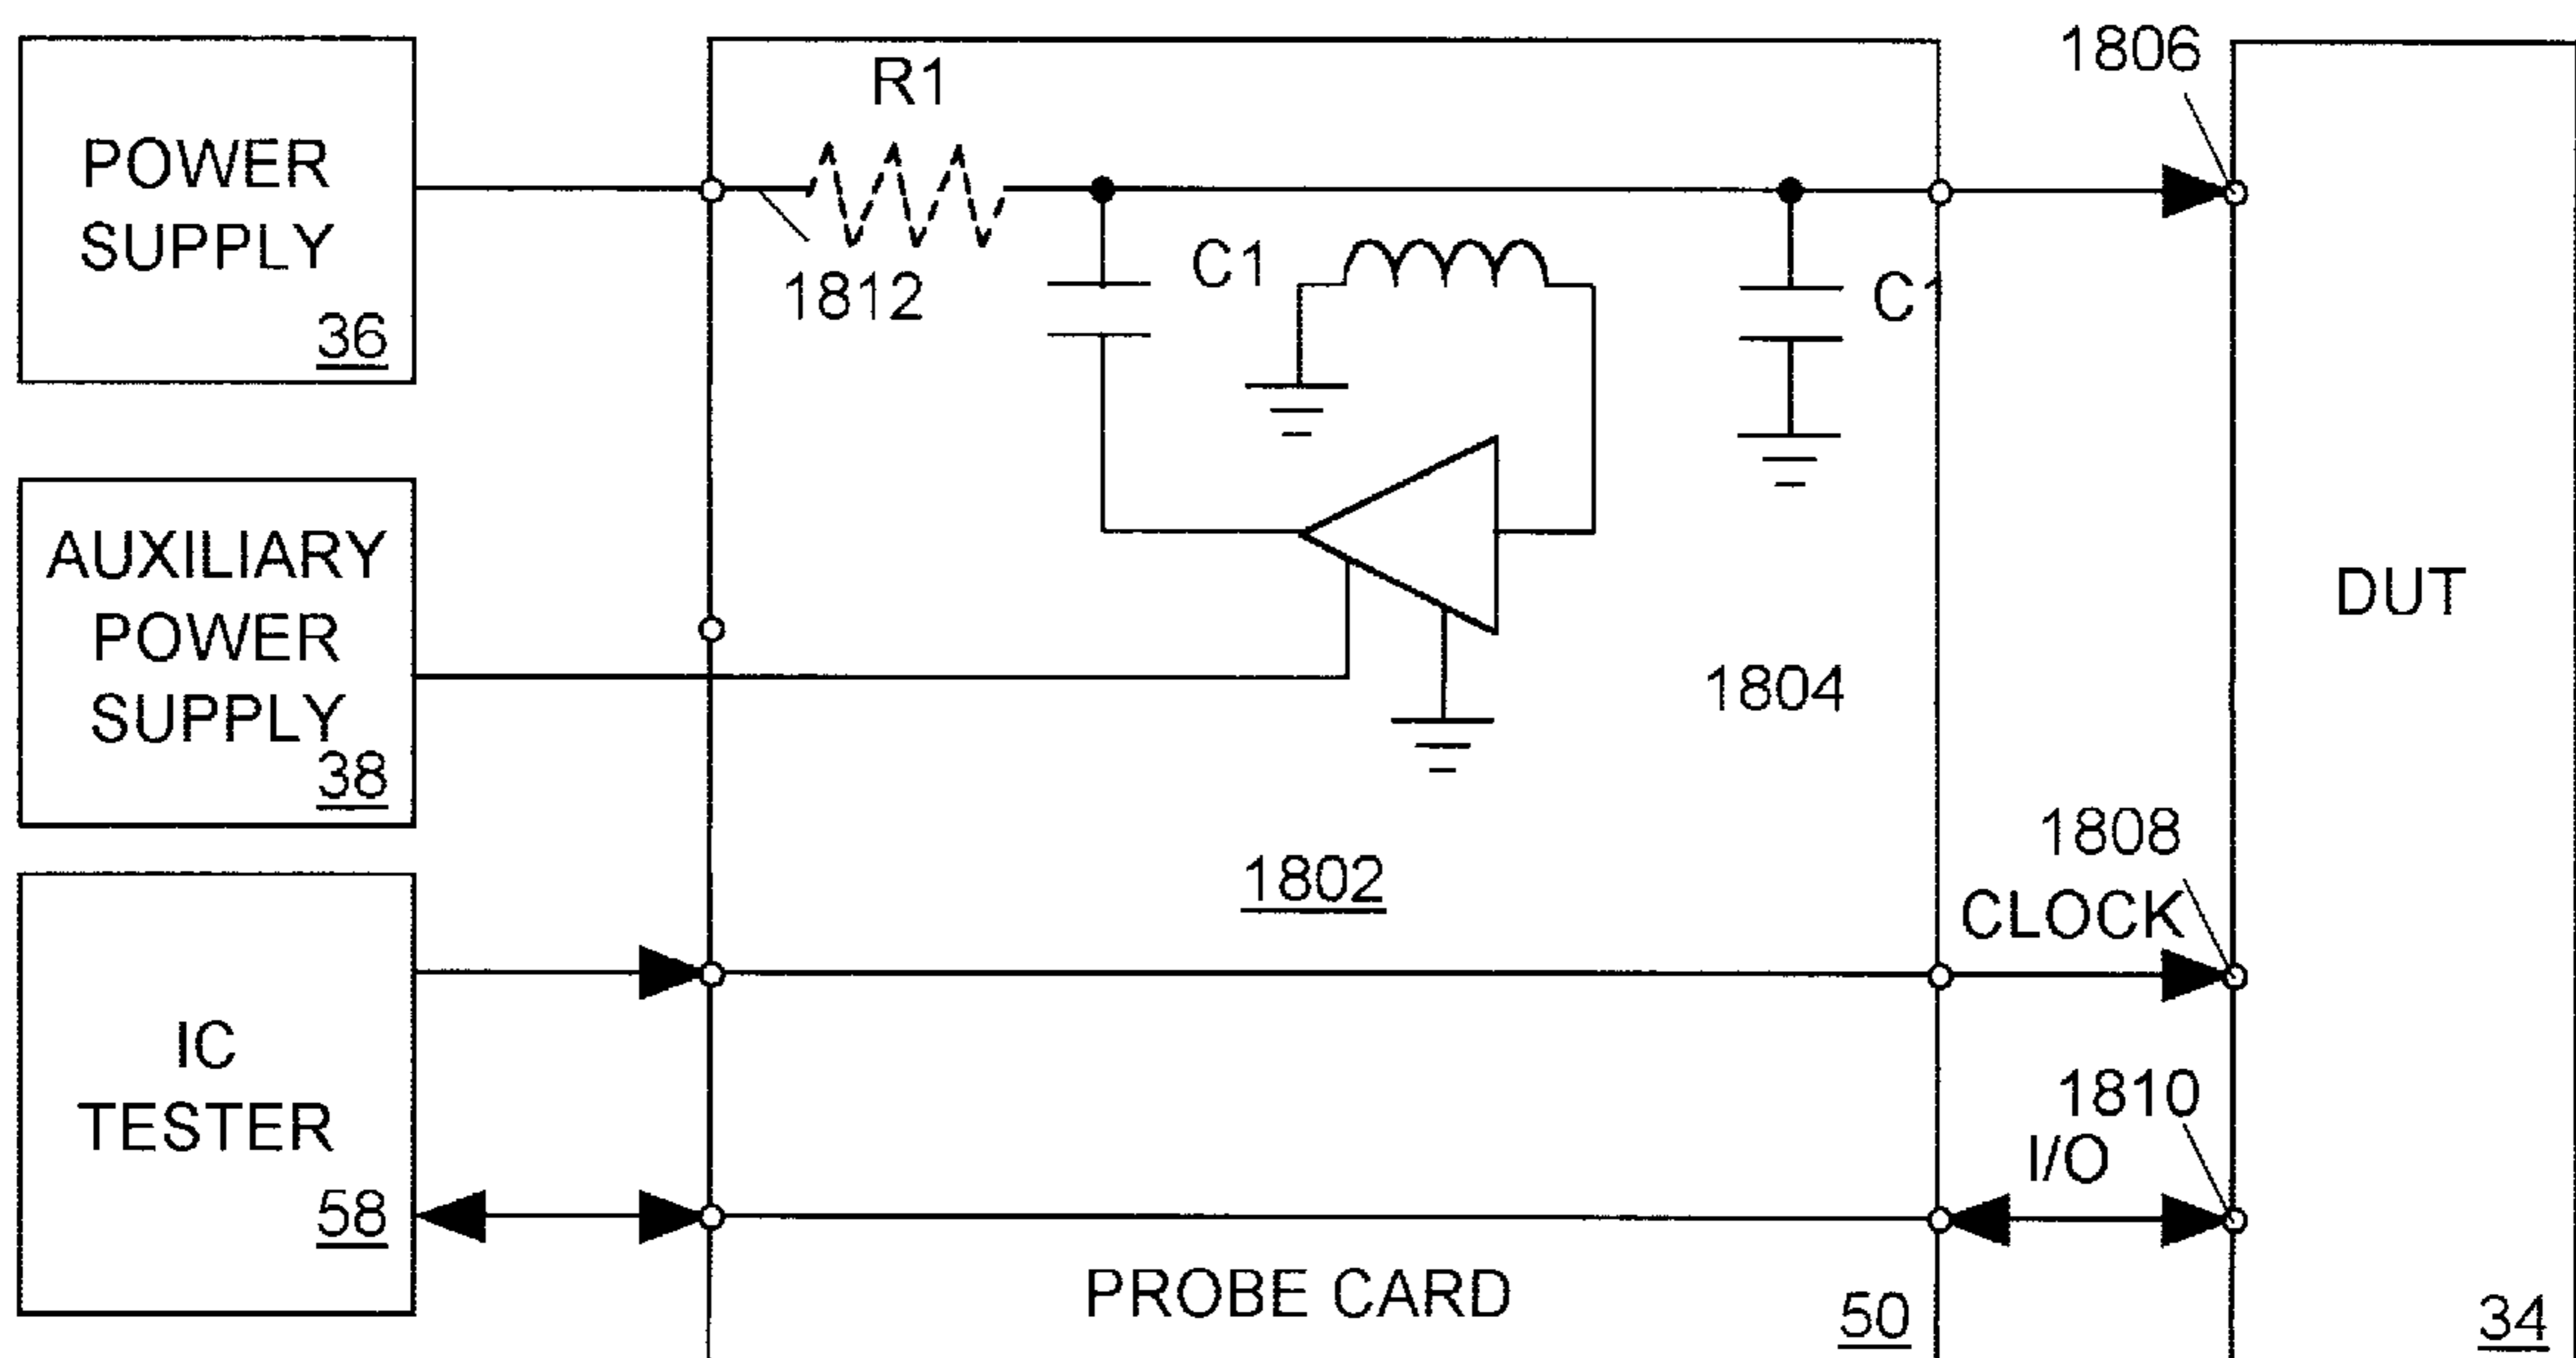 POWER
SUPPLY
36
AUXILIARY
POWER
SUPPLY
38
IC
TESTER
58
R1
1812
C1
C1
1804
1802
PROBE CARD
50
1806
1808
CLOCK
1810
I/O
DUT
34